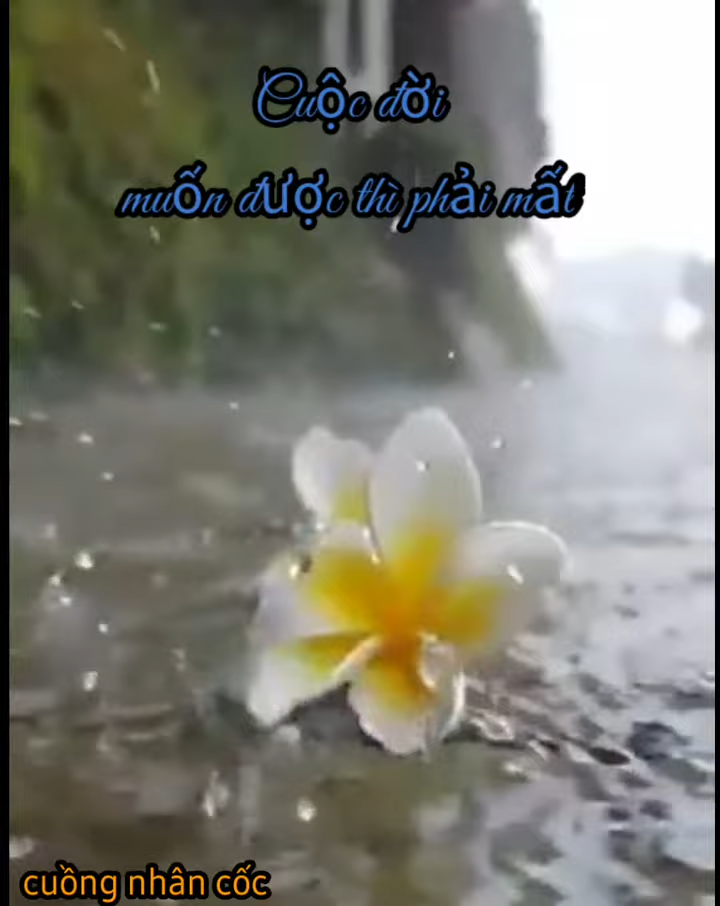 Cuộc đời
muốn được thì phải mất
cuồng nhân cốc